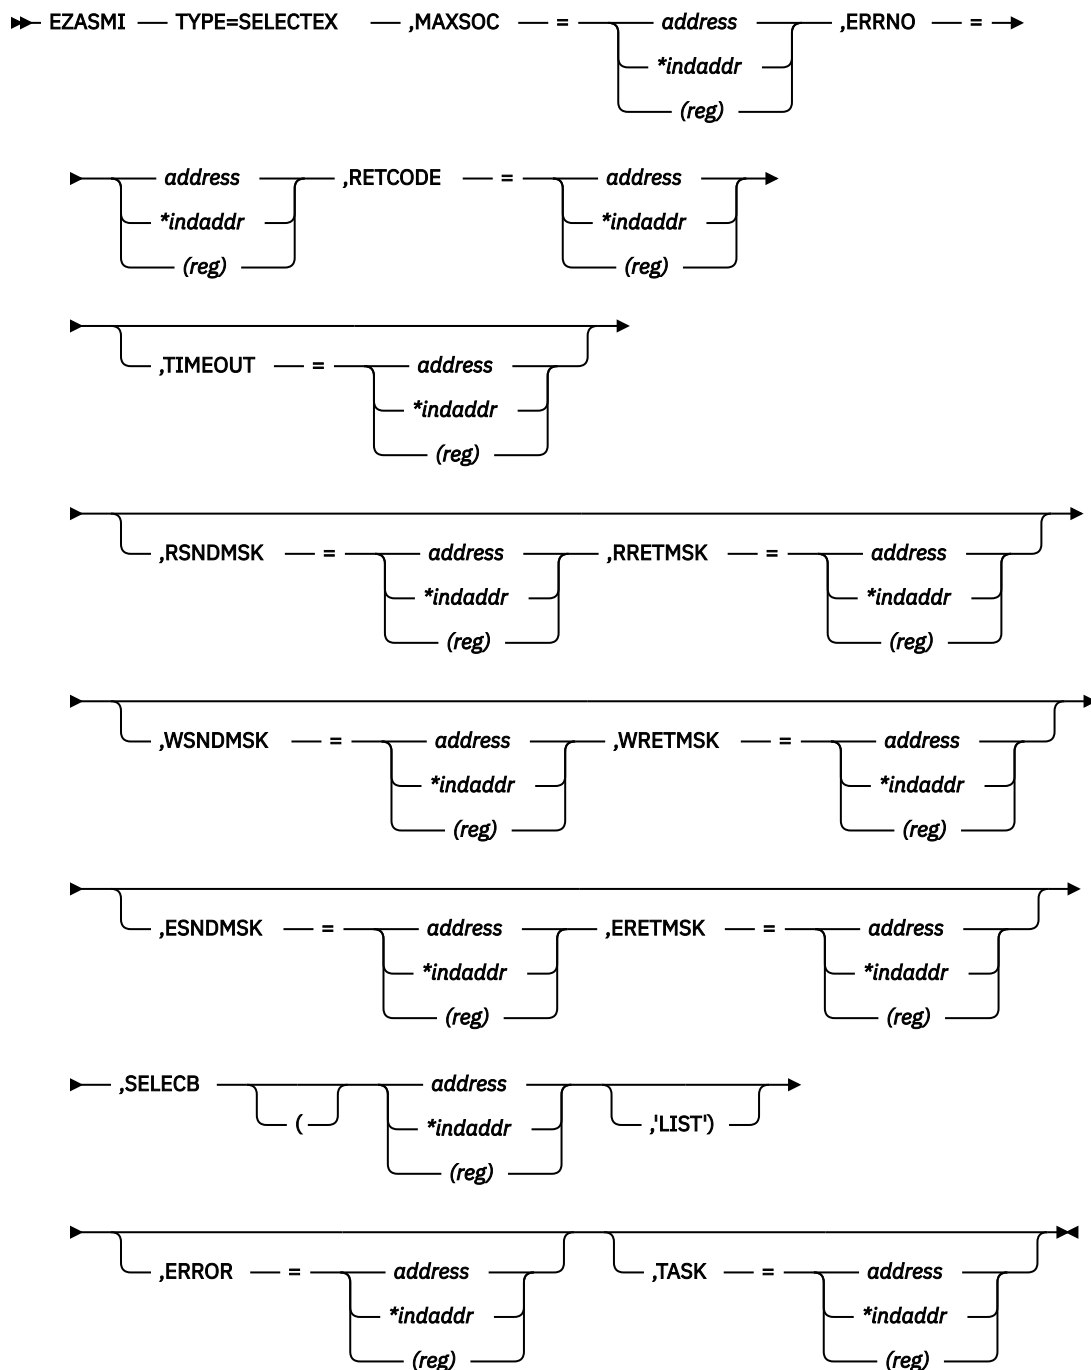 EZASMI TYPE=SELECTEX ,MAXSOC = address ,ERRNO =
*indaddr
(reg)
address ,RETCODE = address
*indaddr *indaddr
(reg) (reg)
,TIMEOUT = address
*indaddr
(reg)
,RSNDMSK = address ,RRETMSK = address
*indaddr *indaddr
(reg) (reg)
,WSNDMSK = address ,WRETMSK = address
*indaddr *indaddr
(reg) (reg)
,ESNDMSK = address ,ERETMSK = address
*indaddr *indaddr
(reg) (reg)
,SELECB address
( *indaddr ,'LIST')
(reg)
,ERROR = address ,TASK = address
*indaddr *indaddr
(reg) (reg)